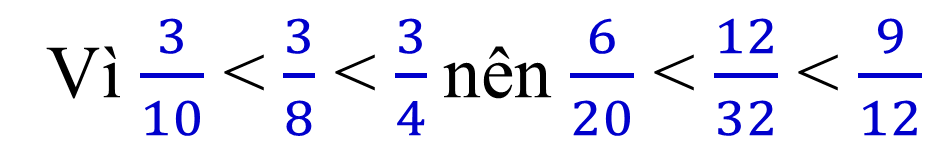 Vì 3/10 < 3/8 < 3/4 nên 6/20 < 12/32 < 9/12